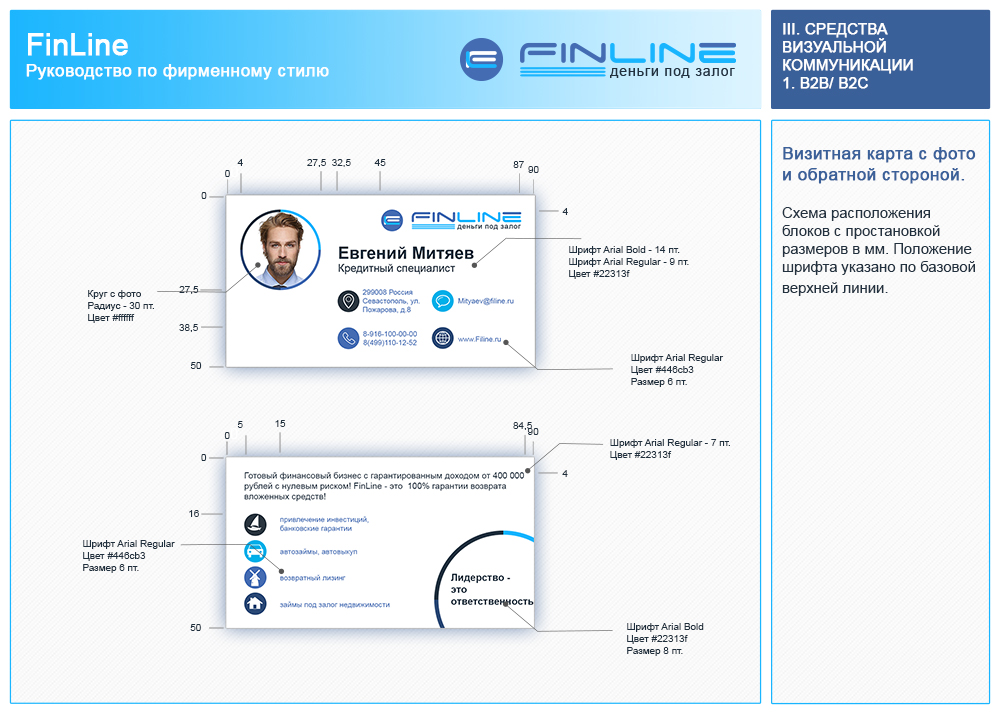 FinLine
Руководство по фирменному стилю
FINLINE
деньги под залог
III. СРЕДСТВА
ВИЗУАЛЬНОЙ
КОММУНИКАЦИИ
1. B2B/ B2C
Визитная карта с фото
и обратной стороной.
Схема расположения
блоков с простановкой
размеров в мм. Положение
шрифта указано по базовой
верхней линии.
0
4
27,5
32,5
45
87
90
0
4
27,5
38,5
50
FINLINE
деньги под залог
Евгений Митяев
Кредитный специалист
299008 Россия
Севастополь, ул.
Пожарова, д.8
Mityaev@filine.ru
8-916-100-00-00
8(499)110-12-52
www.Filine.ru
Круг с фото
Радиус - 30 пт.
Цвет #ffffff
Шрифт Arial Bold - 14 пт.
Шрифт Arial Regular - 9 пт.
Цвет #22313f
Шрифт Arial Regular
Цвет #446cb3
Размер 6 пт.
0
5
15
84,5
90
0
4
16
50
Готовый финансовый бизнес с гарантированным доходом от 400 000
рублей с нулевым риском! FinLine - это 100% гарантии возврата
вложенных средств!
привлечение инвестиций,
банковские гарантии
автозаймы, автовыкуп
возвратный лизинг
займы под залог недвижимости
Лидерство -
это
ответственность
Шрифт Arial Regular - 7 пт.
Цвет #22313f
Шрифт Arial Regular
Цвет #446cb3
Размер 6 пт.
Шрифт Arial Bold
Цвет #22313f
Размер 8 пт.